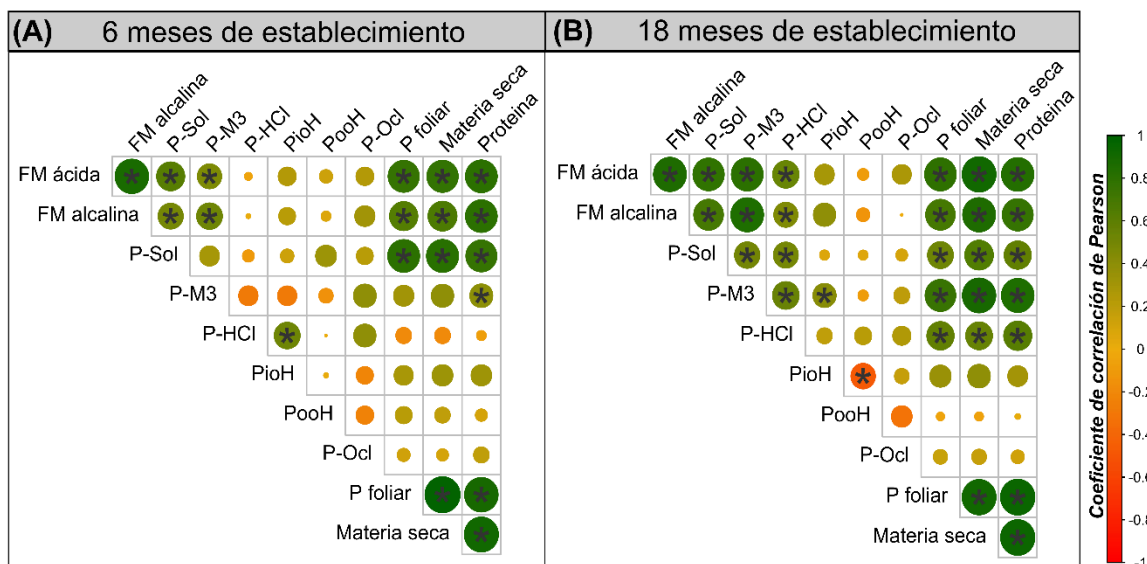 (A) 6 meses de establecimiento
(B) 18 meses de establecimiento
FM alcalina
P-Sol
P-M3
P-HCl
PioH
PooH
P-Ocl
P foliar
Materia seca
Proteina
FM ácida
* * * * * *
FM alcalina
* * * * *
P-Sol
* * *
P-M3
*
P-HCl
*
PioH
PooH
P-Ocl
P foliar
* *
Materia seca
*
FM alcalina
P-Sol
P-M3
P-HCl
PioH
PooH
P-Ocl
P foliar
Materia seca
Proteina
FM ácida
* * * * * * *
FM alcalina
* * * * * *
P-Sol
* * * * *
P-M3
* * * * *
P-HCl
* * *
PioH
*
PooH
P-Ocl
P foliar
* *
Materia seca
*
1
0.8
0.6
0.4
0.2
0
-0.2
-0.4
-0.6
-0.8
-1
Coeficiente de correlación de Pearson